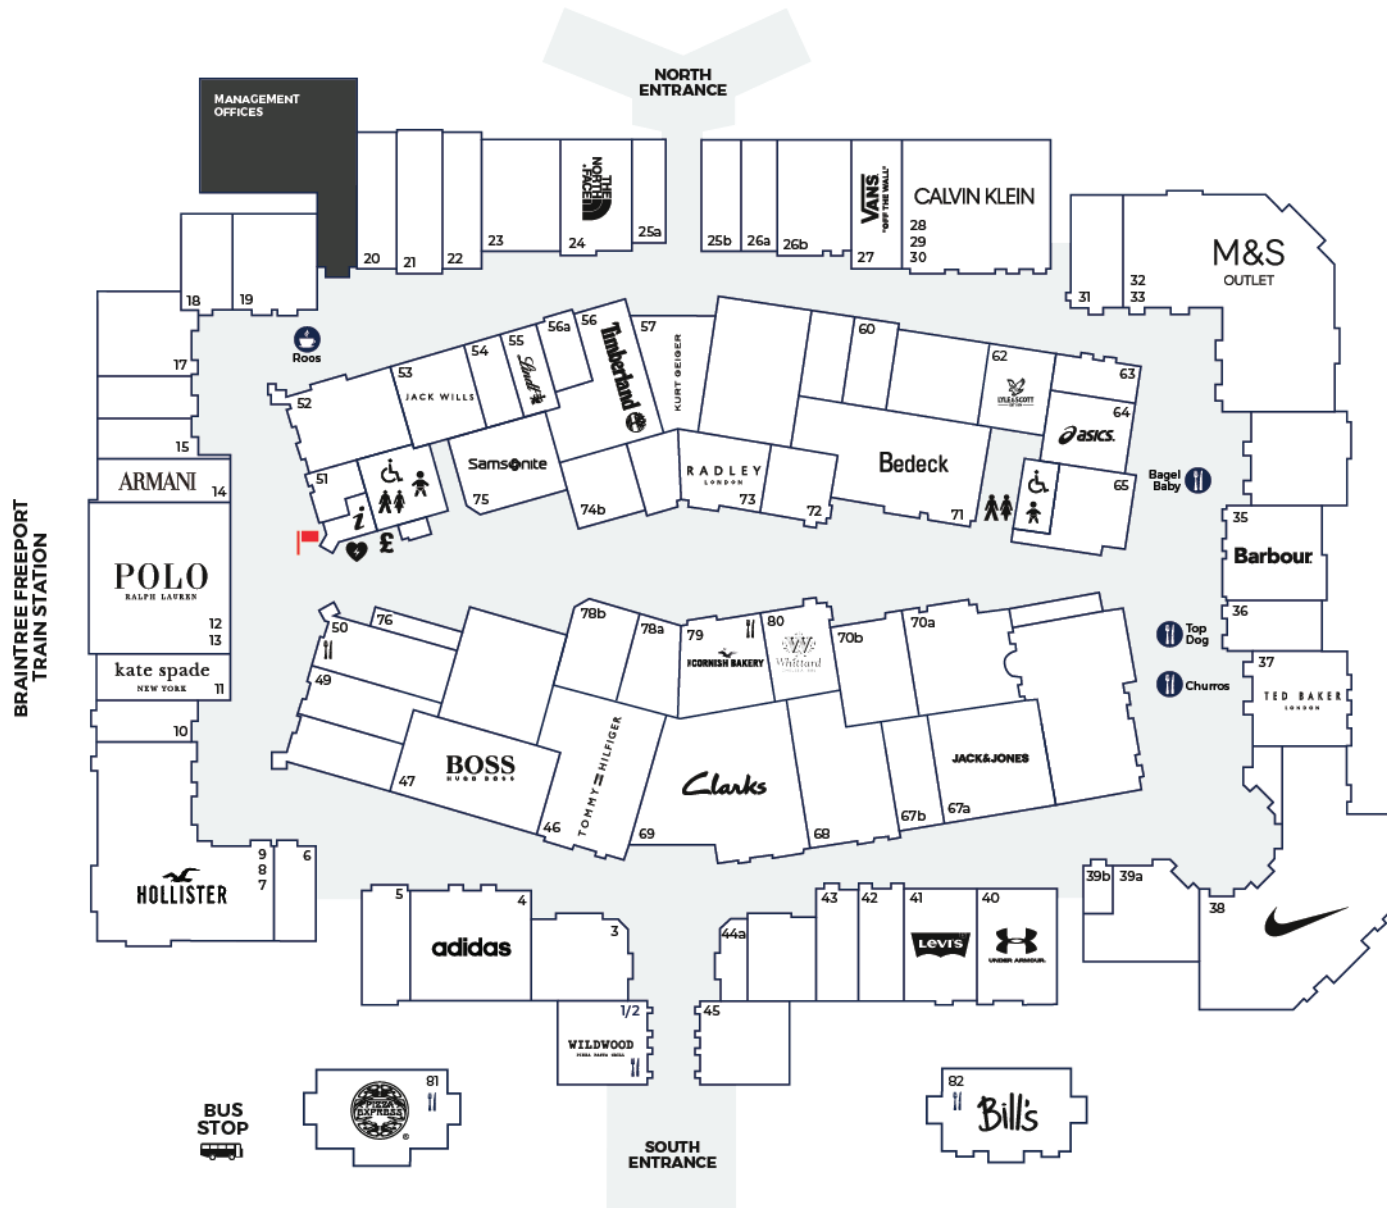 NORTH
ENTRANCE
MANAGEMENT
OFFICES
THE
NORTH
FACE
VANS
"OFF THE WALL"
CALVIN KLEIN
28
29
30
20
21
22
23
24
25a
25b
26a
26b
27
M&S
OUTLET
31
32
33
18
19
Roos
17
15
ARMANI
14
POLO
RALPH LAUREN
12
13
kate spade
NEW YORK
11
10
BRAINTREE FREEPORT
TRAIN STATION
52
53
JACK WILLS
54
55
Lindt
56a
56
Timberland
57
KURT GEIGER
60
62
LYLE & SCOTT
63
64
asics
65
51
i
£
Samsonite
75
74b
RADLEY
LONDON
73
72
Bedeck
71
Bagel
Baby
35
Barbour
36
Top
Dog
37
TED BAKER
LONDON
Churros
50
76
49
78b
78a
79
THE CORNISH BAKERY
80
Whittard
70b
70a
47
BOSS
HUGO BOSS
46
TOMMY HILFIGER
69
Clarks
68
67b
67a
JACK&JONES
9
8
7
HOLLISTER
6
5
4
adidas
3
1/2
WILDWOOD
PIZZA PASTA GRILL
44a
45
43
42
41
LEVI'S
40
UNDER ARMOUR
39b
39a
38
81
PIZZA
EXPRESS
82
Bill's
BUS
STOP
SOUTH
ENTRANCE